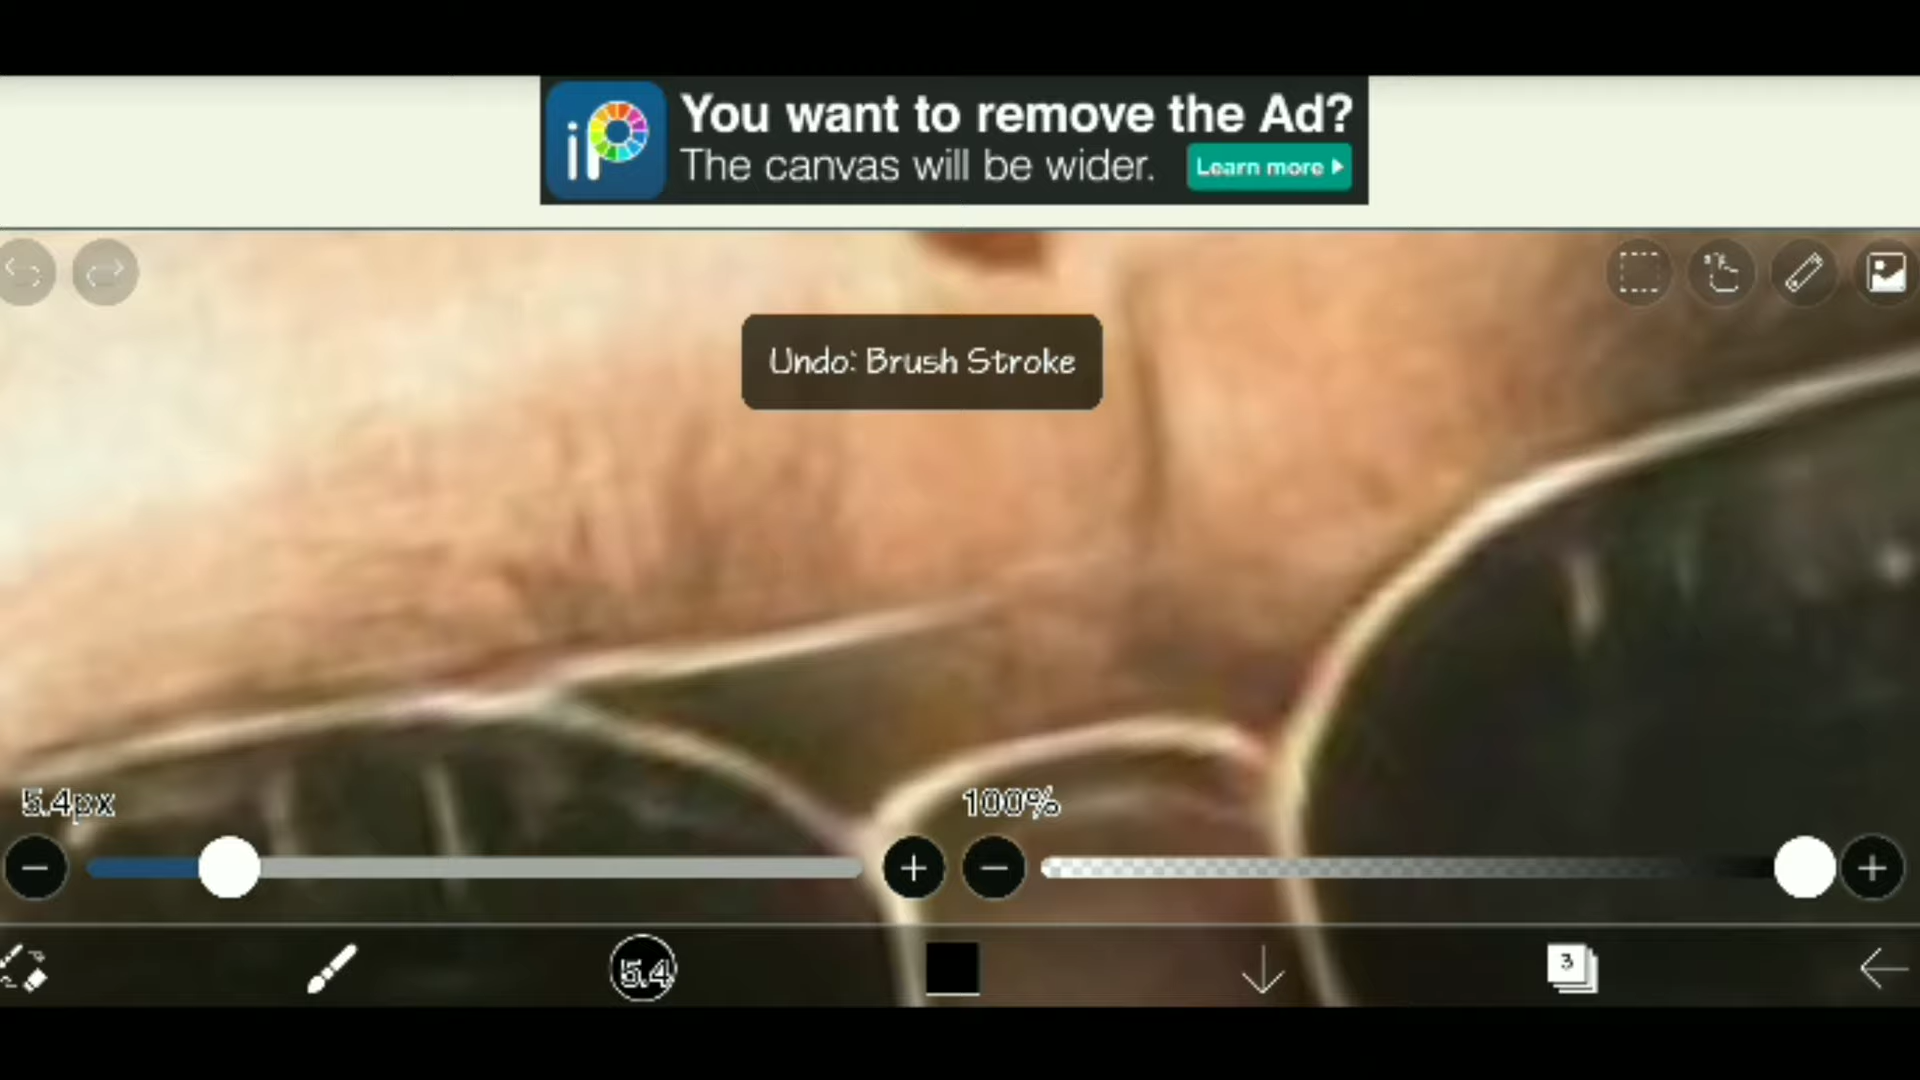 iP
You want to remove the Ad?
The canvas will be wider.
Learn more
Undo: Brush Stroke
5.4px
100%
5.4
3